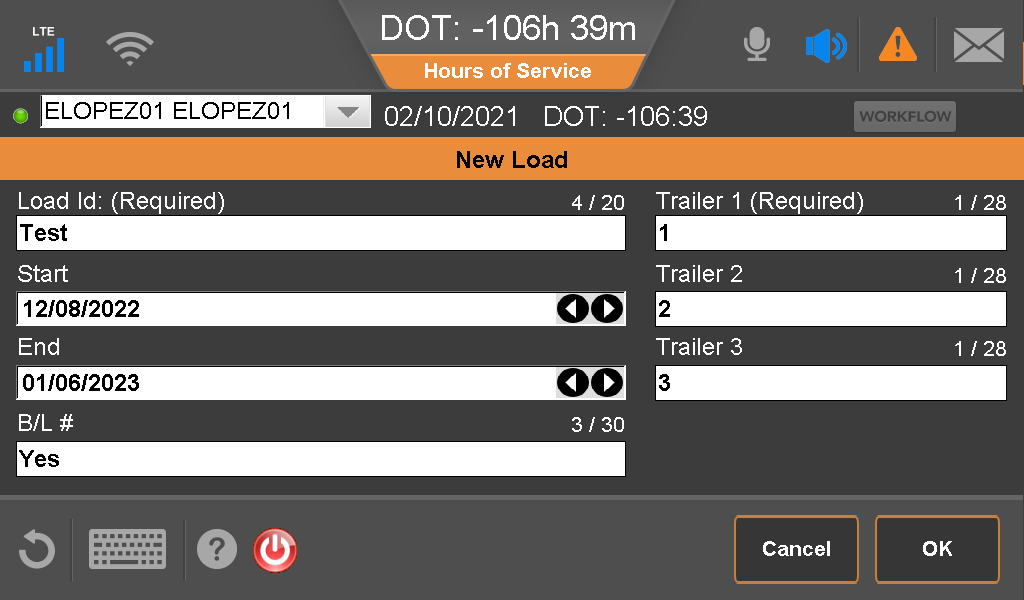 LTE
DOT: -106h 39m
Hours of Service
ELOPEZ01 ELOPEZ01
02/10/2021 DOT: -106:39
WORKFLOW
New Load
Load Id: (Required) 4 / 20
Test
Start
12/08/2022
End
01/06/2023
B/L # 3 / 30
Yes
Trailer 1 (Required) 1 / 28
1
Trailer 2 1 / 28
2
Trailer 3 1 / 28
3
?
Cancel
OK